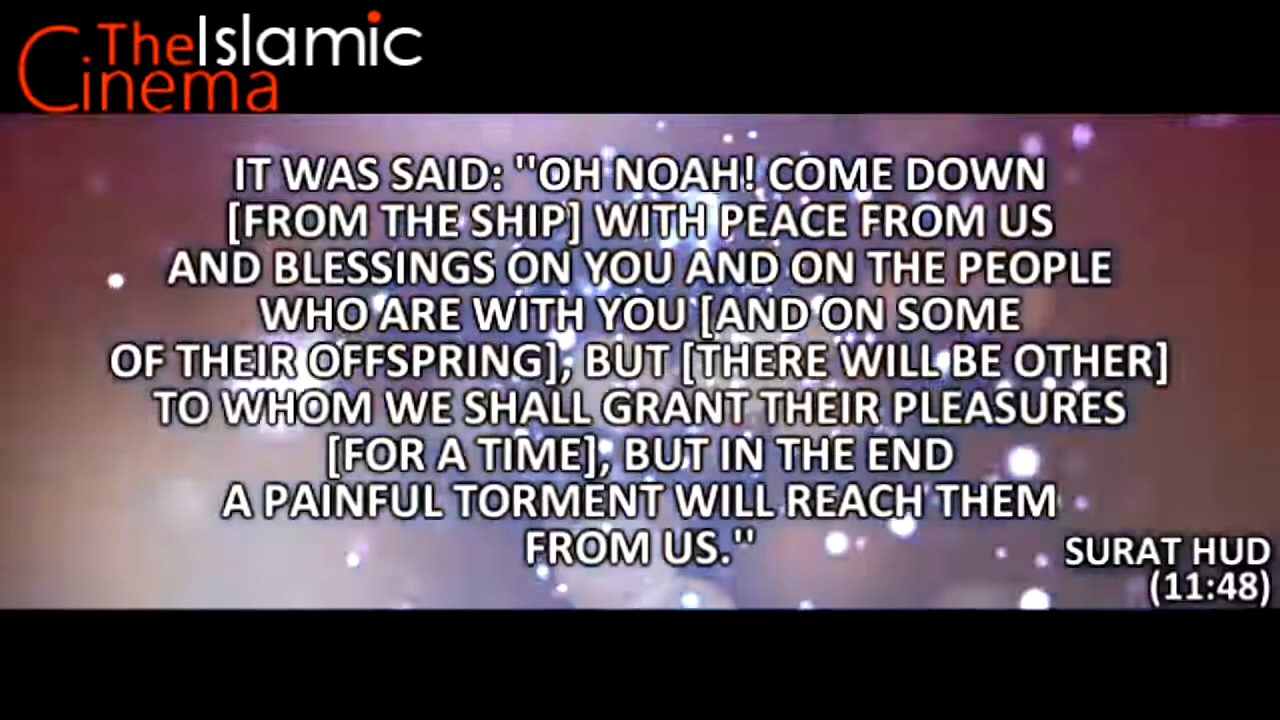 TheIslamic
Cinema
IT WAS SAID: "OH NOAH! COME DOWN
[FROM THE SHIP] WITH PEACE FROM US
AND BLESSINGS ON YOU AND ON THE PEOPLE
WHO ARE WITH YOU [AND ON SOME
OF THEIR OFFSPRING], BUT [THERE WILL BE OTHER]
TO WHOM WE SHALL GRANT THEIR PLEASURES
[FOR A TIME], BUT IN THE END
A PAINFUL TORMENT WILL REACH THEM
FROM US."
SURAT HUD
(11:48)